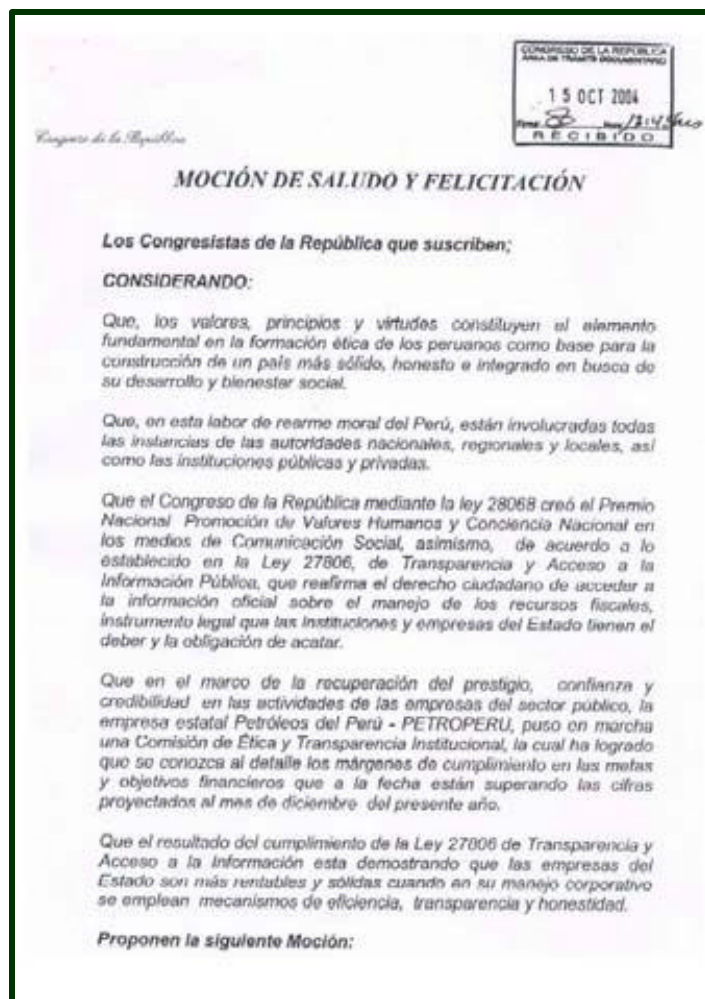 CONGRESO DE LA REPÚBLICA
ÁREA DE TRÁMITE DOCUMENTARIO
15 OCT 2004
RECIBIDO
Congreso de la República
MOCIÓN DE SALUDO Y FELICITACIÓN
Los Congresistas de la República que suscriben;
CONSIDERANDO:
Que, los valores, principios y virtudes constituyen el elemento
fundamental en la formación ética de los peruanos como base para la
construcción de un país más sólido, honesto e integrado en busca de
su desarrollo y bienestar social.
Que, en esta labor de rearme moral del Perú, están involucradas todas
las instancias de las autoridades nacionales, regionales y locales, así
como las instituciones públicas y privadas.
Que el Congreso de la República mediante la ley 28068 creó el Premio
Nacional Promoción de Valores Humanos y Conciencia Nacional en
los medios de Comunicación Social, asimismo, de acuerdo a lo
establecido en la Ley 27806, de Transparencia y Acceso a la
Información Pública, que reafirma el derecho ciudadano de acceder a
la información oficial sobre el manejo de los recursos fiscales,
instrumento legal que las Instituciones y empresas del Estado tienen el
deber y la obligación de acatar.
Que en el marco de la recuperación del prestigio, confianza y
credibilidad en las actividades de las empresas del sector público, la
empresa estatal Petróleos del Perú - PETROPERU, puso en marcha
una Comisión de Ética y Transparencia Institucional, la cual ha logrado
que se conozca al detalle los márgenes de cumplimiento en las metas
y objetivos financieros que a la fecha están superando las cifras
proyectados al mes de diciembre del presente año.
Que el resultado del cumplimiento de la Ley 27806 de Transparencia y
Acceso a la Información esta demostrando que las empresas del
Estado son más rentables y sólidas cuando en su manejo corporativo
se emplean mecanismos de eficiencia, transparencia y honestidad.
Proponen la siguiente Moción: